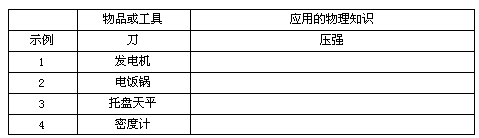 物品或工具 应用的物理知识
示例 刀 压强
1 发电机
2 电饭锅
3 托盘天平
4 密度计